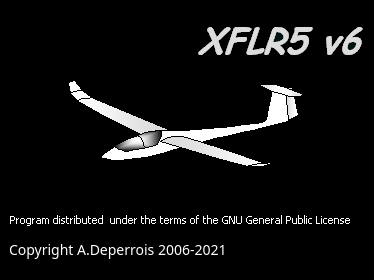 XFLR5 v6
Program distributed under the terms of the GNU General Public License
Copyright A.Deperrois 2006-2021